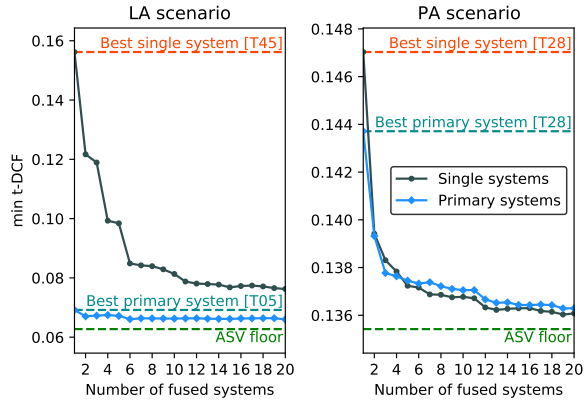 LA scenario
PA scenario
min t-DCF
0.16
0.14
0.12
0.10
0.08
0.06
Best single system [T45]
Best primary system [T05]
ASV floor
2 4 6 8 10 12 14 16 18 20
Number of fused systems
0.148
0.146
0.144
0.142
0.140
0.138
0.136
Best single system [T28]
Best primary system [T28]
Single systems
Primary systems
ASV floor
2 4 6 8 10 12 14 16 18 20
Number of fused systems